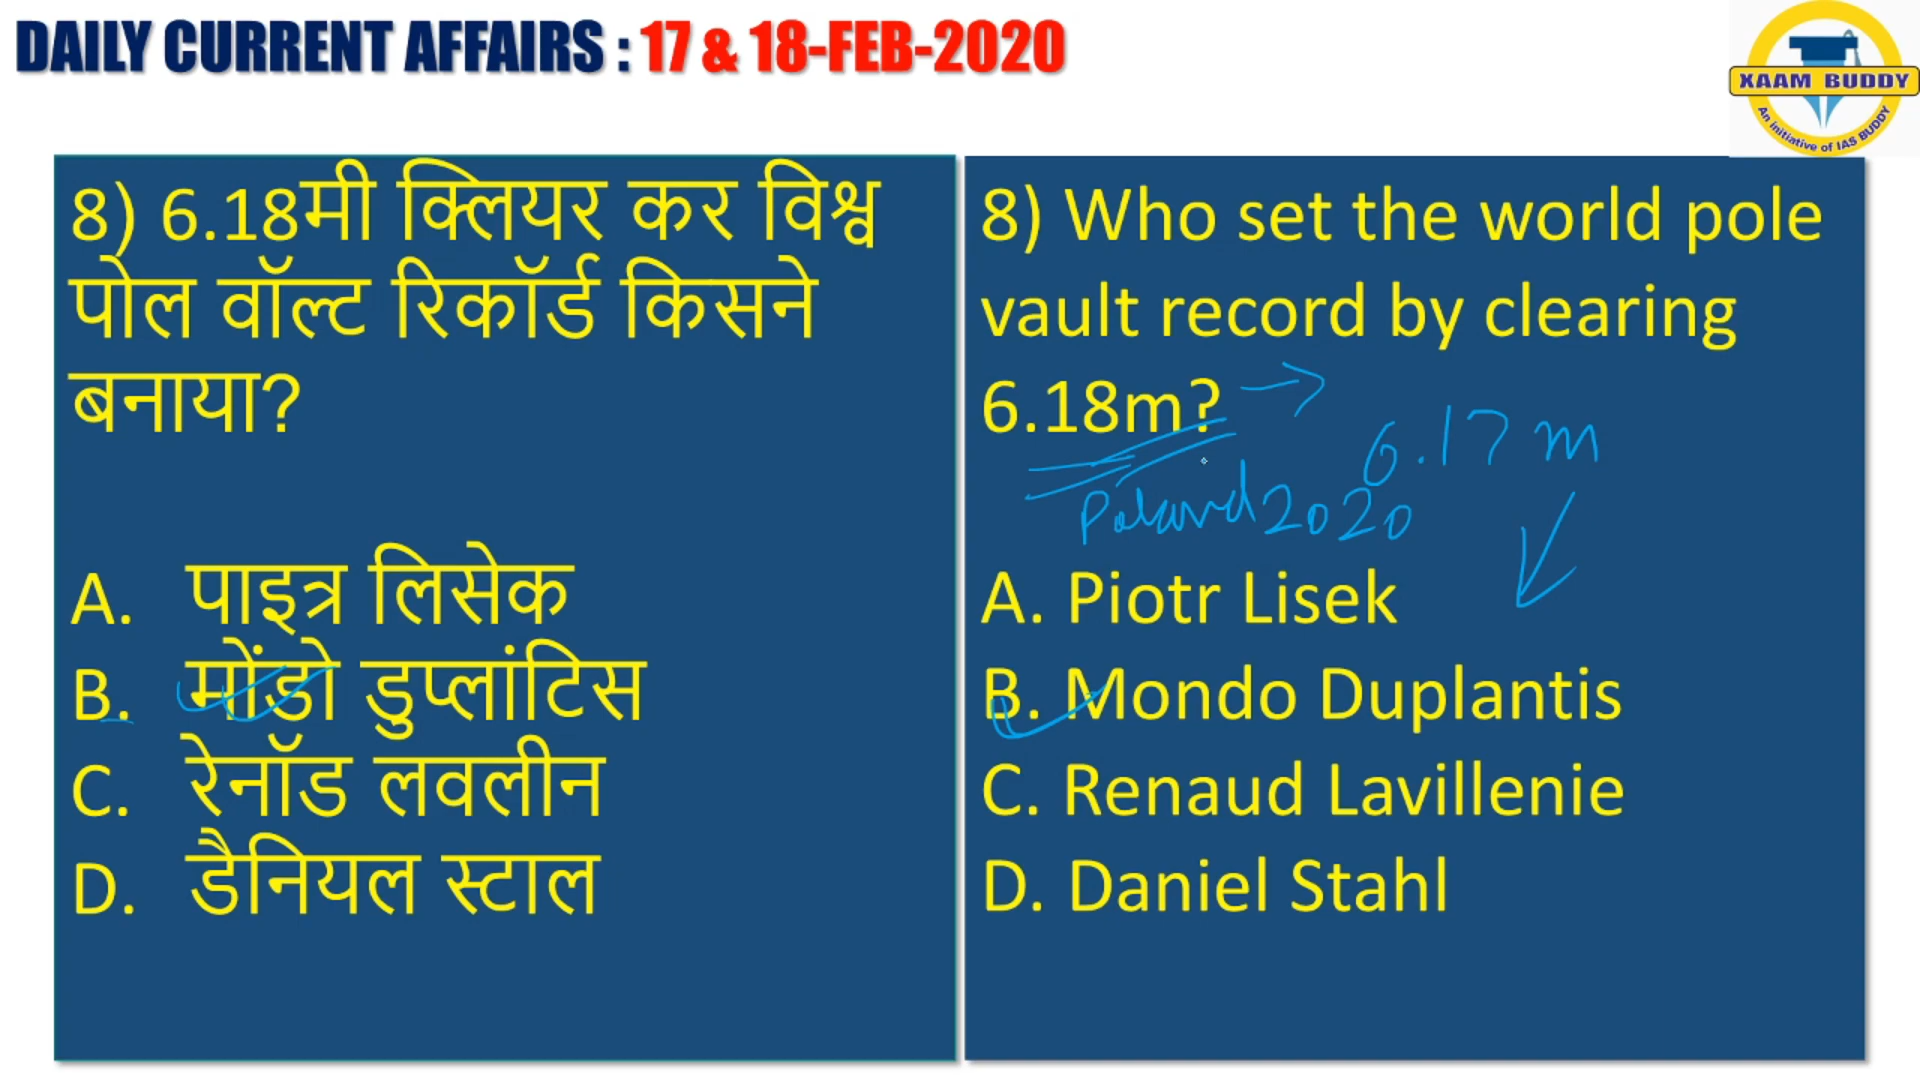 DAILY CURRENT AFFAIRS : 17 & 18-FEB-2020
XAAM BUDDY
An initiative of IAS BUDDY
8) 6.18मी क्लियर कर विश्व
पोल वॉल्ट रिकॉर्ड किसने
बनाया?
A. पाइत्र लिसेक
B. मोंडो डुप्लांटिस
C. रेनॉड लवलीन
D. डैनियल स्टाल
8) Who set the world pole
vault record by clearing
6.18m?
6.17 m
Poland 2020
A. Piotr Lisek
B. Mondo Duplantis
C. Renaud Lavillenie
D. Daniel Stahl